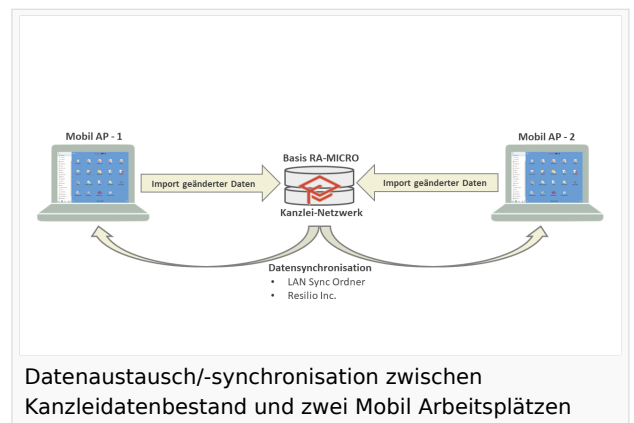 Mobil AP - 1
Mobil AP - 2
Basis RA-MICRO
Import geänderter Daten
Import geänderter Daten
Kanzlei-Netzwerk
Datensynchronisation
• LAN Sync Ordner
• Resilio Inc.
Datenaustausch/-synchronisation zwischen
Kanzleidatenbestand und zwei Mobil Arbeitsplätzen